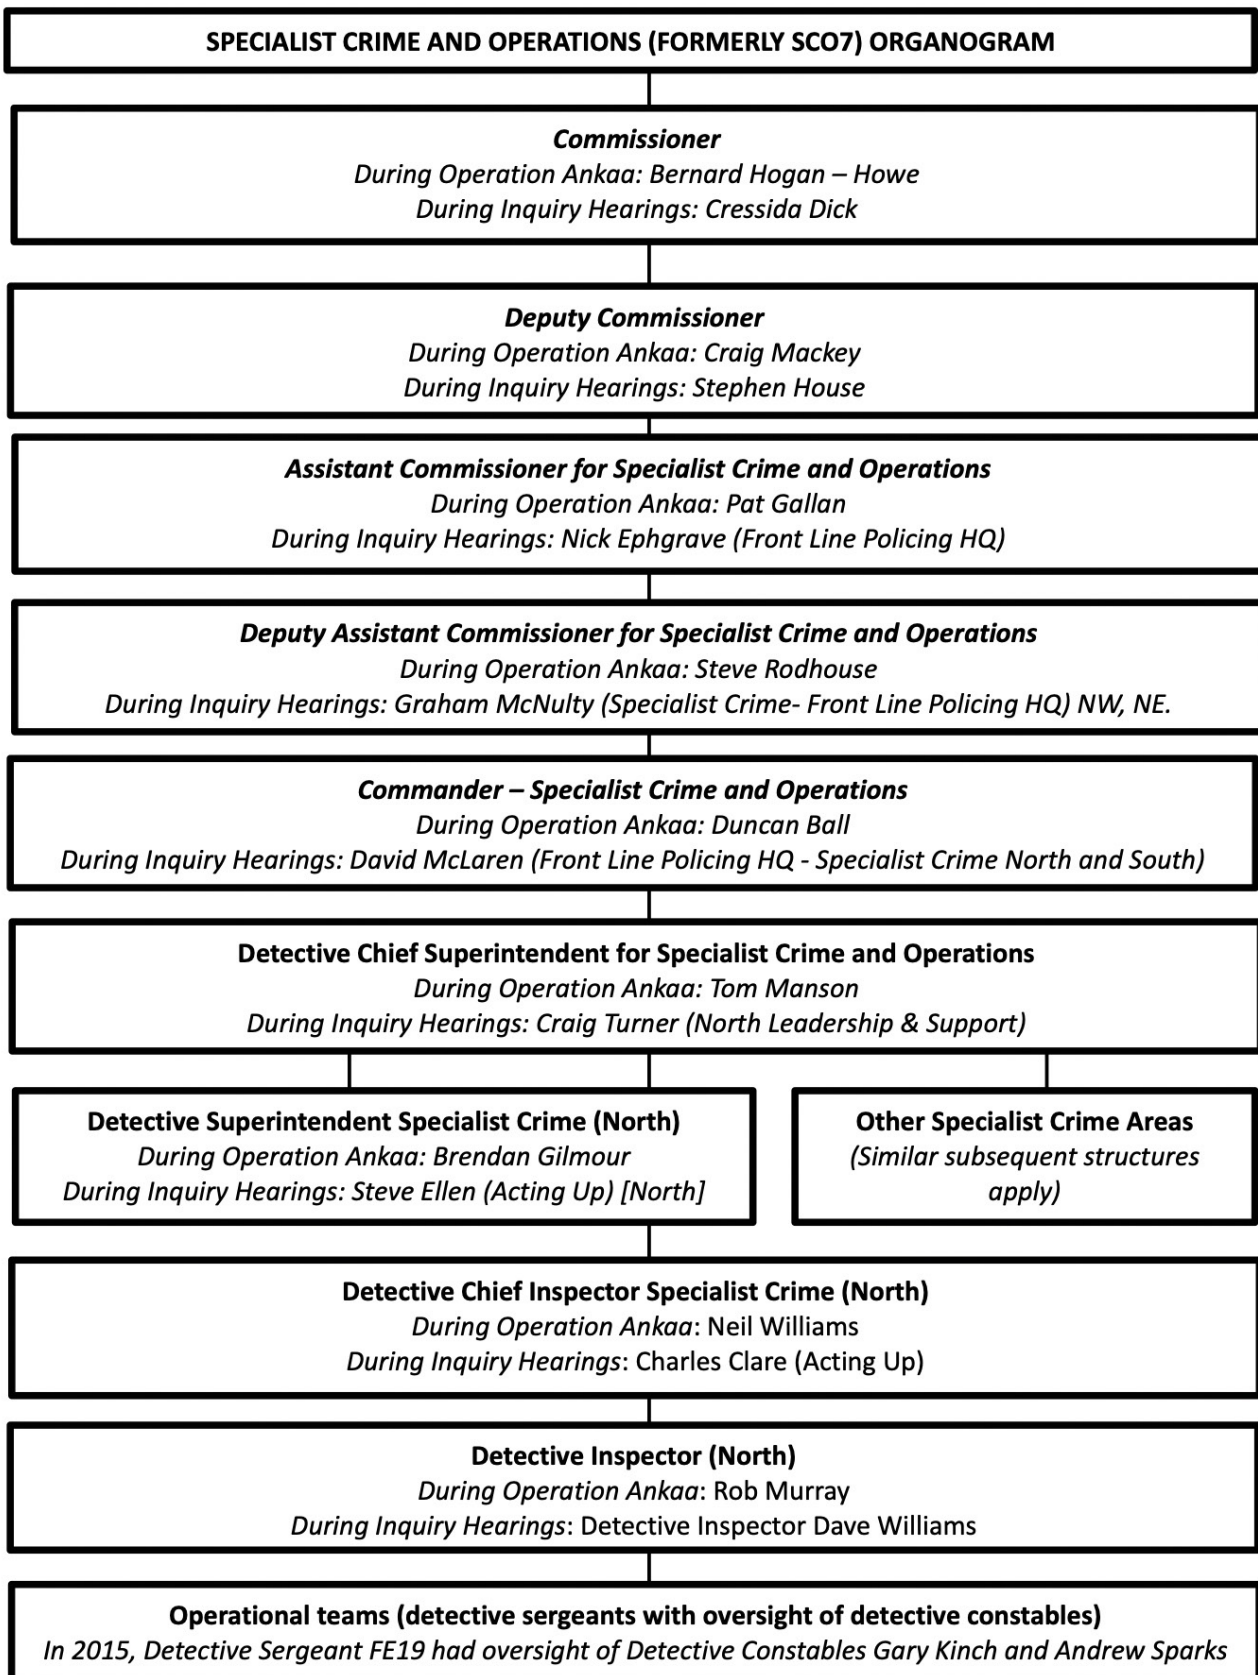 SPECIALIST CRIME AND OPERATIONS (FORMERLY SCO7) ORGANOGRAM
Commissioner
During Operation Ankaa: Bernard Hogan – Howe
During Inquiry Hearings: Cressida Dick
Deputy Commissioner
During Operation Ankaa: Craig Mackey
During Inquiry Hearings: Stephen House
Assistant Commissioner for Specialist Crime and Operations
During Operation Ankaa: Pat Gallan
During Inquiry Hearings: Nick Ephgrave (Front Line Policing HQ)
Deputy Assistant Commissioner for Specialist Crime and Operations
During Operation Ankaa: Steve Rodhouse
During Inquiry Hearings: Graham McNulty (Specialist Crime- Front Line Policing HQ) NW, NE.
Commander – Specialist Crime and Operations
During Operation Ankaa: Duncan Ball
During Inquiry Hearings: David McLaren (Front Line Policing HQ - Specialist Crime North and South)
Detective Chief Superintendent for Specialist Crime and Operations
During Operation Ankaa: Tom Manson
During Inquiry Hearings: Craig Turner (North Leadership & Support)
Detective Superintendent Specialist Crime (North)
During Operation Ankaa: Brendan Gilmour
During Inquiry Hearings: Steve Ellen (Acting Up) [North]
Other Specialist Crime Areas
(Similar subsequent structures
apply)
Detective Chief Inspector Specialist Crime (North)
During Operation Ankaa: Neil Williams
During Inquiry Hearings: Charles Clare (Acting Up)
Detective Inspector (North)
During Operation Ankaa: Rob Murray
During Inquiry Hearings: Detective Inspector Dave Williams
Operational teams (detective sergeants with oversight of detective constables)
In 2015, Detective Sergeant FE19 had oversight of Detective Constables Gary Kinch and Andrew Sparks